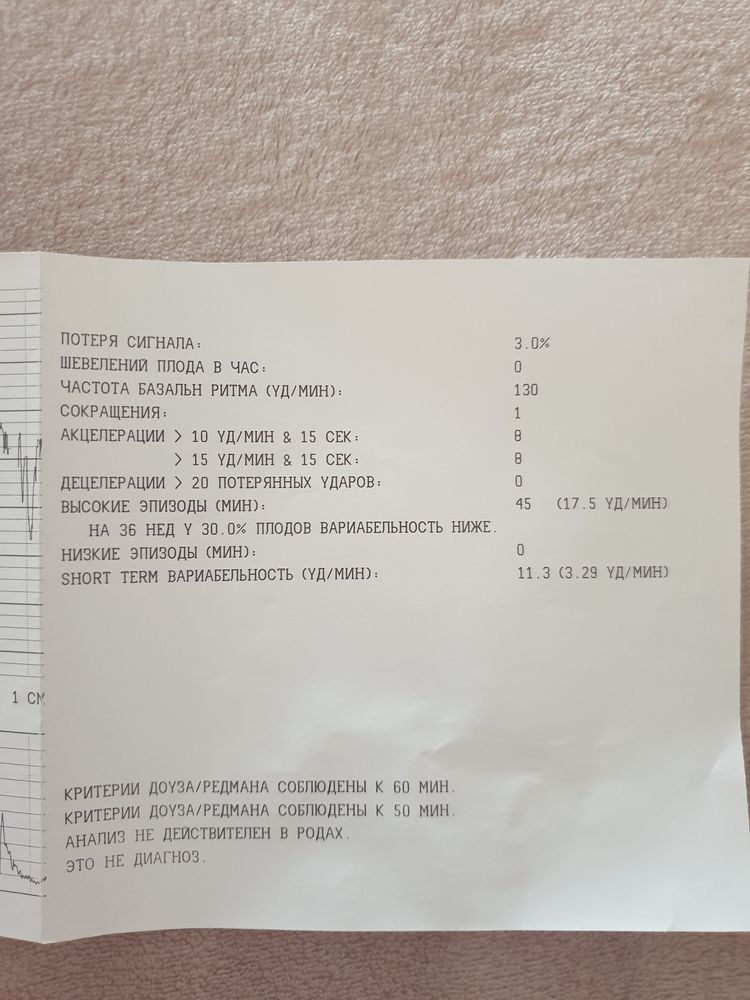 ПОТЕРЯ СИГНАЛА: 3.0%
ШЕВЕЛЕНИЙ ПЛОДА В ЧАС: 0
ЧАСТОТА БАЗАЛЬН РИТМА (УД/МИН): 130
СОКРАЩЕНИЯ: 1
АКЦЕЛЕРАЦИИ > 10 УД/МИН & 15 СЕК: 8
> 15 УД/МИН & 15 СЕК: 8
ДЕЦЕЛЕРАЦИИ > 20 ПОТЕРЯННЫХ УДАРОВ: 0
ВЫСОКИЕ ЭПИЗОДЫ (МИН): 45 (17.5 УД/МИН)
НА 36 НЕД У 30.0% ПЛОДОВ ВАРИАБЕЛЬНОСТЬ НИЖЕ.
НИЗКИЕ ЭПИЗОДЫ (МИН): 0
SHORT TERM ВАРИАБЕЛЬНОСТЬ (УД/МИН): 11.3 (3.29 УД/МИН)
1 СМ
КРИТЕРИИ ДОУЗА/РЕДМАНА СОБЛЮДЕНЫ К 60 МИН.
КРИТЕРИИ ДОУЗА/РЕДМАНА СОБЛЮДЕНЫ К 50 МИН.
АНАЛИЗ НЕ ДЕЙСТВИТЕЛЕН В РОДАХ.
ЭТО НЕ ДИАГНОЗ.